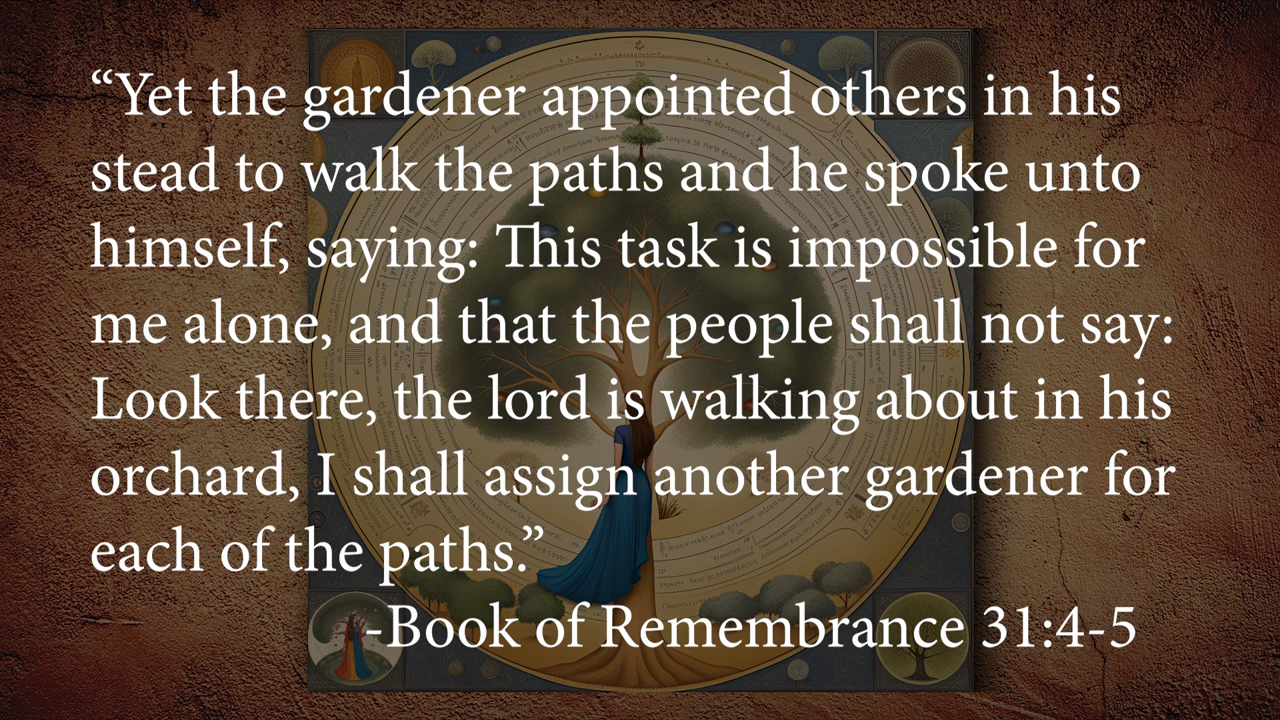 “Yet the gardener appointed others in his
stead to walk the paths and he spoke unto
himself, saying: This task is impossible for
me alone, and that the people shall not say:
Look there, the lord is walking about in his
orchard, I shall assign another gardener for
each of the paths.”
-Book of Remembrance 31:4-5